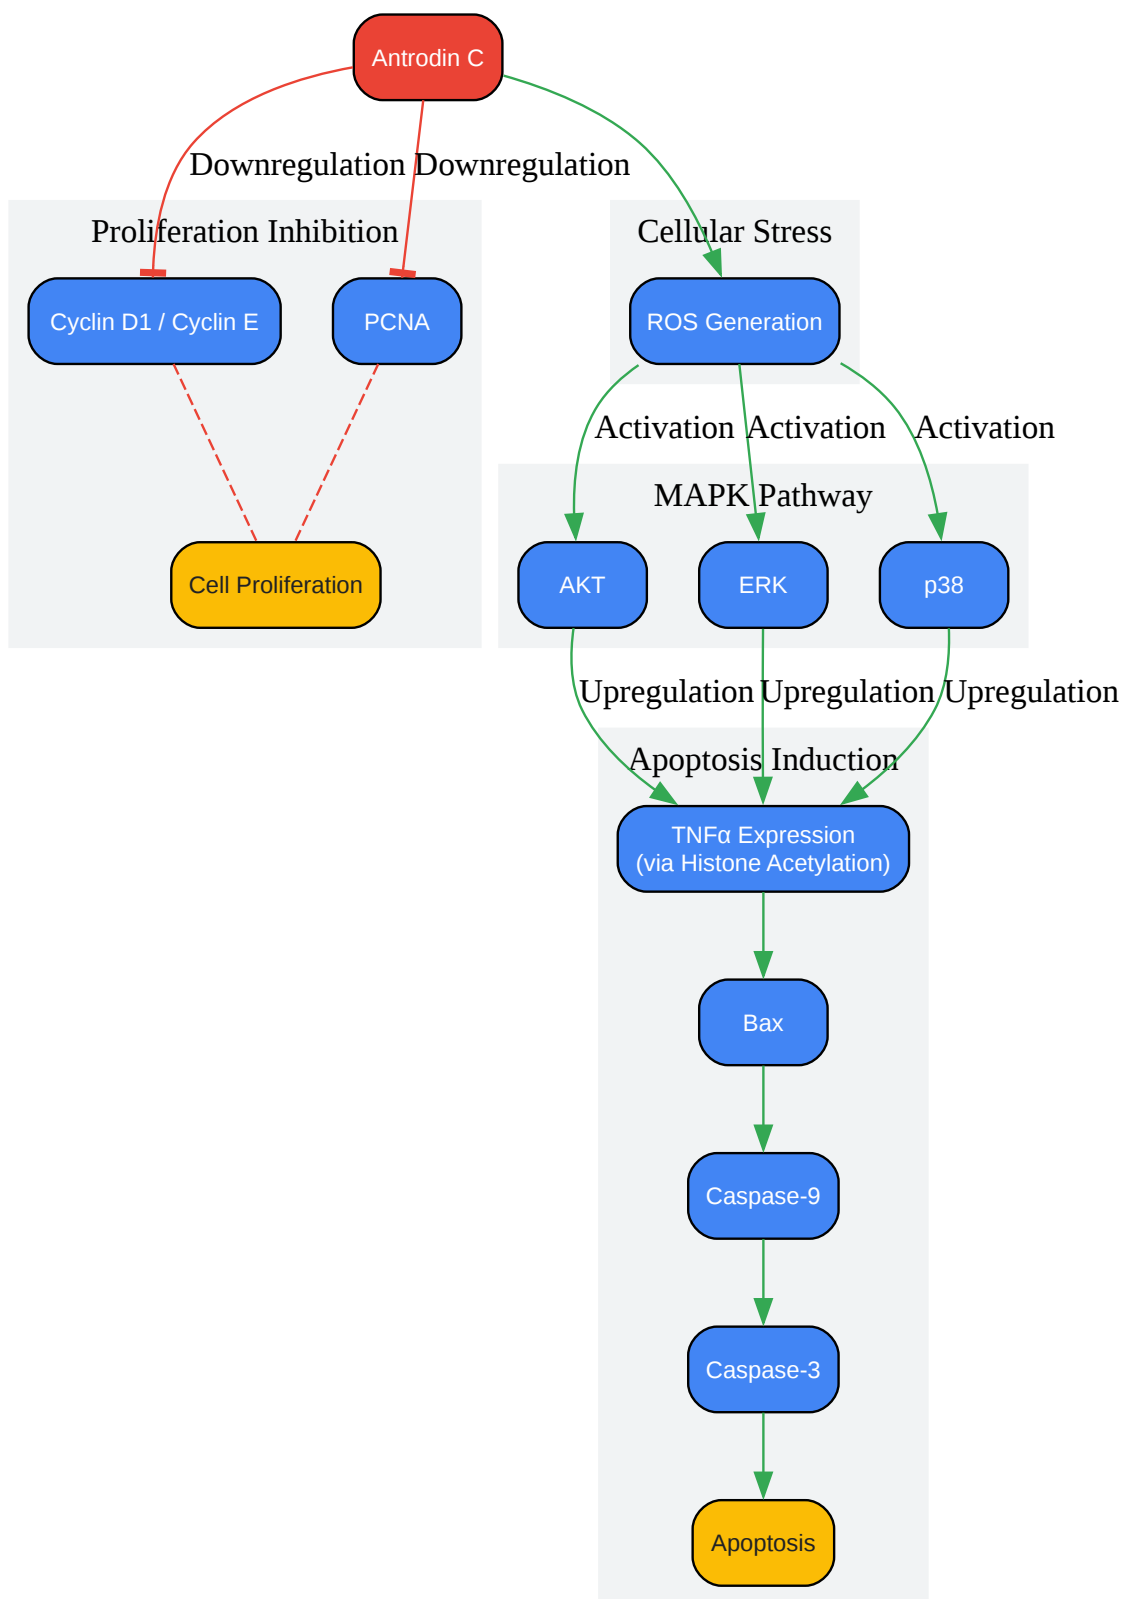 Antrodin C
Downregulation
Downregulation
Proliferation Inhibition
Cellular Stress
Cyclin D1 / Cyclin E
PCNA
ROS Generation
Activation
Activation
Activation
MAPK Pathway
Cell Proliferation
AKT
ERK
p38
Upregulation
Upregulation
Upregulation
Apoptosis Induction
TNFα Expression
(via Histone Acetylation)
Bax
Caspase-9
Caspase-3
Apoptosis